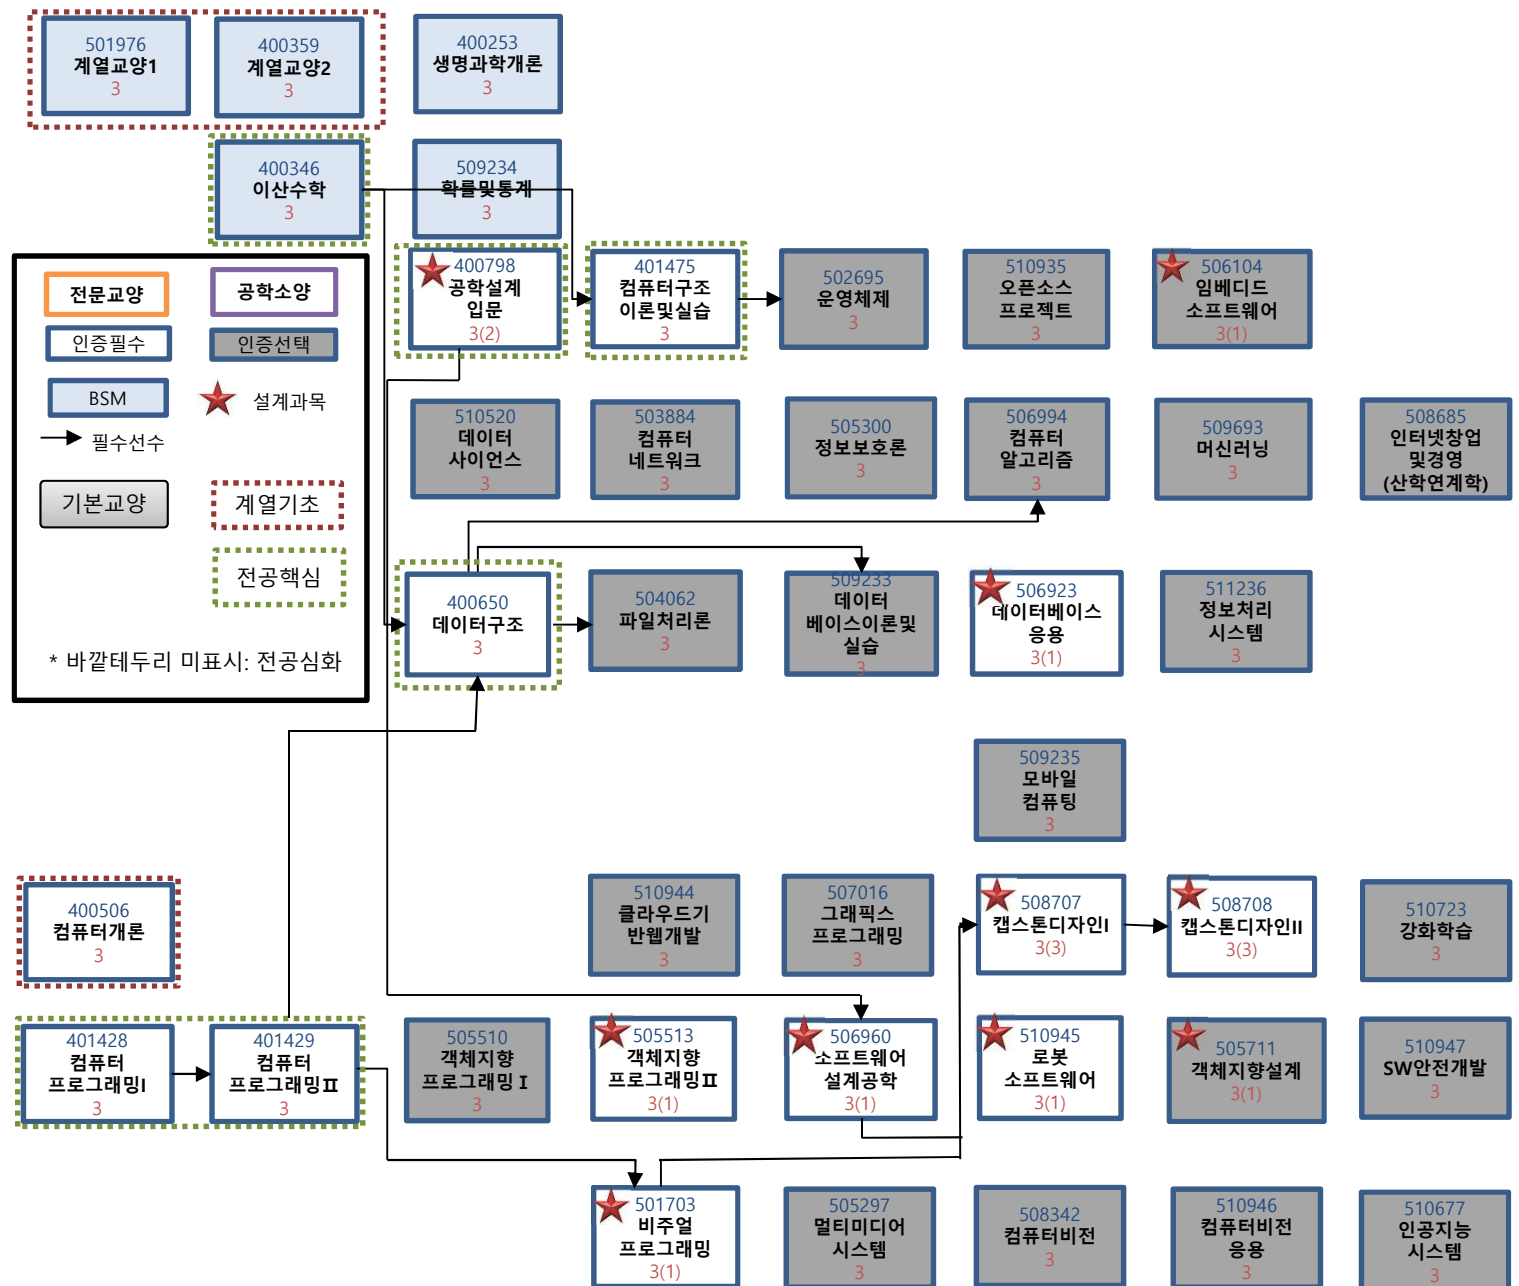 501976
계열교양1
3
400359
계열교양2
3
400253
생명과학개론
3
400346
이산수학
3
509234
확률및통계
3
전문교양
공학소양
인증필수
인증선택
BSM
설계과목
필수선수
기본교양
계열기초
전공핵심
* 바깥테두리 미표시: 전공심화
400798
공학설계
입문
3(2)
401475
컴퓨터구조
이론및실습
3
502695
운영체제
3
510935
오픈소스
프로젝트
3
506104
임베디드
소프트웨어
3(1)
510520
데이터
사이언스
3
503884
컴퓨터
네트워크
3
505300
정보보호론
3
506994
컴퓨터
알고리즘
3
509693
머신러닝
3
508685
인터넷창업
및경영
(산학연계학)
400650
데이터구조
3
504062
파일처리론
3
509233
데이터
베이스이론및
실습
3
506923
데이터베이스
응용
3(1)
511236
정보처리
시스템
3
509235
모바일
컴퓨팅
3
400506
컴퓨터개론
3
510944
클라우드기
반웹개발
3
507016
그래픽스
프로그래밍
3
508707
캡스톤디자인I
3(3)
508708
캡스톤디자인II
3(3)
510723
강화학습
3
401428
컴퓨터
프로그래밍I
3
401429
컴퓨터
프로그래밍Ⅱ
3
505510
객체지향
프로그래밍 I
3
505513
객체지향
프로그래밍Ⅱ
3(1)
506960
소프트웨어
설계공학
3(1)
510945
로봇
소프트웨어
3(1)
505711
객체지향설계
3(1)
510947
SW안전개발
3
501703
비주얼
프로그래밍
3(1)
505297
멀티미디어
시스템
3
508342
컴퓨터비전
3
510946
컴퓨터비전
응용
3
510677
인공지능
시스템
3